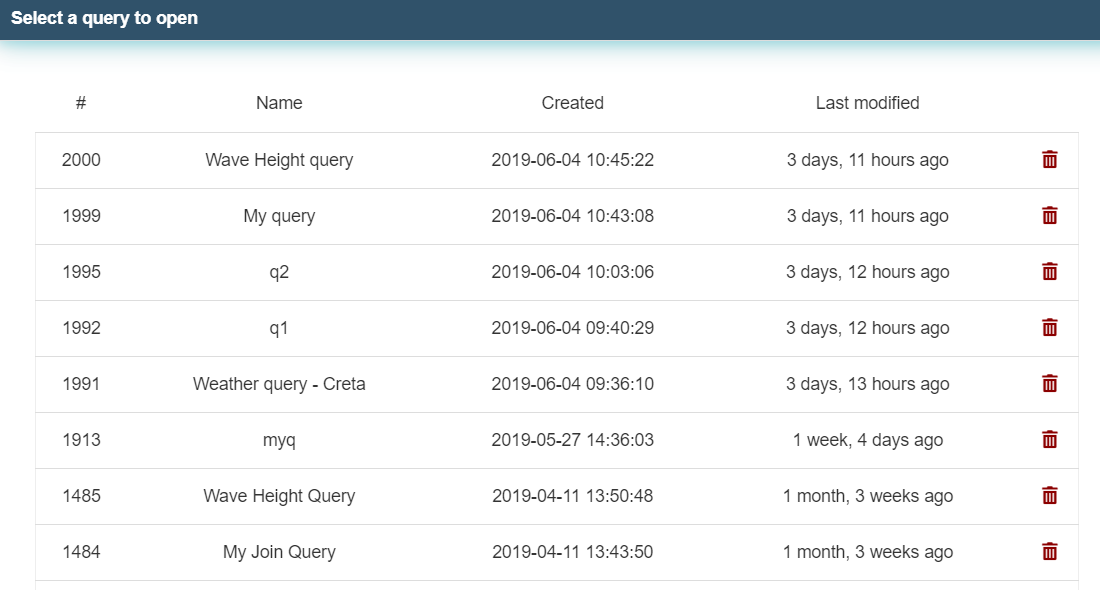 Select a query to open
# Name Created Last modified
2000 Wave Height query 2019-06-04 10:45:22 3 days, 11 hours ago
1999 My query 2019-06-04 10:43:08 3 days, 11 hours ago
1995 q2 2019-06-04 10:03:06 3 days, 12 hours ago
1992 q1 2019-06-04 09:40:29 3 days, 12 hours ago
1991 Weather query - Creta 2019-06-04 09:36:10 3 days, 13 hours ago
1913 myq 2019-05-27 14:36:03 1 week, 4 days ago
1485 Wave Height Query 2019-04-11 13:50:48 1 month, 3 weeks ago
1484 My Join Query 2019-04-11 13:43:50 1 month, 3 weeks ago